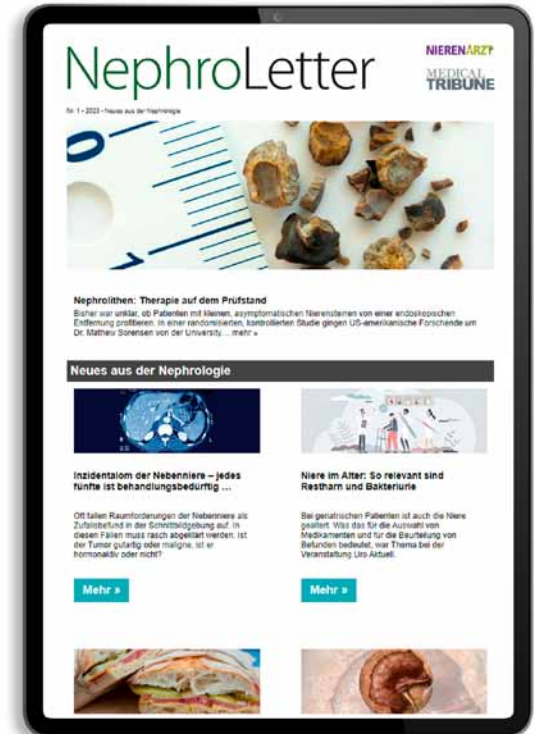 NephroLetter
NIERENARZT
MEDICAL
TRIBUNE
Nr. 1 - 2023 - Neues aus der Nephrologie
0
1
Nephrolithen: Therapie auf dem Prüfstand
Bisher war unklar, ob Patienten mit kleinen, asymptomatischen Nierensteinen von einer endoskopischen
Entfernung profitieren. In einer randomisierten, kontrollierten Studie gingen US-amerikanische Forschende um
Dr. Mathew Sorensen von der University… mehr »
Neues aus der Nephrologie
Inzidentalom der Nebenniere – jedes
fünfte ist behandlungsbedürftig …
Oft fallen Raumforderungen der Nebenniere als
Zufallsbefund in der Schnittbildgebung auf. In
diesen Fällen muss rasch abgeklärt werden: Ist
der Tumor gutartig oder maligne, ist er
hormonaktiv oder nicht?
Mehr »
Niere im Alter: So relevant sind
Restharn und Bakteriurie
Bei geriatrischen Patienten ist auch die Niere
gealtert. Was das für die Auswahl von
Medikamenten und für die Beurteilung von
Befunden bedeutet, war Thema bei der
Veranstaltung Uro Aktuell.
Mehr »